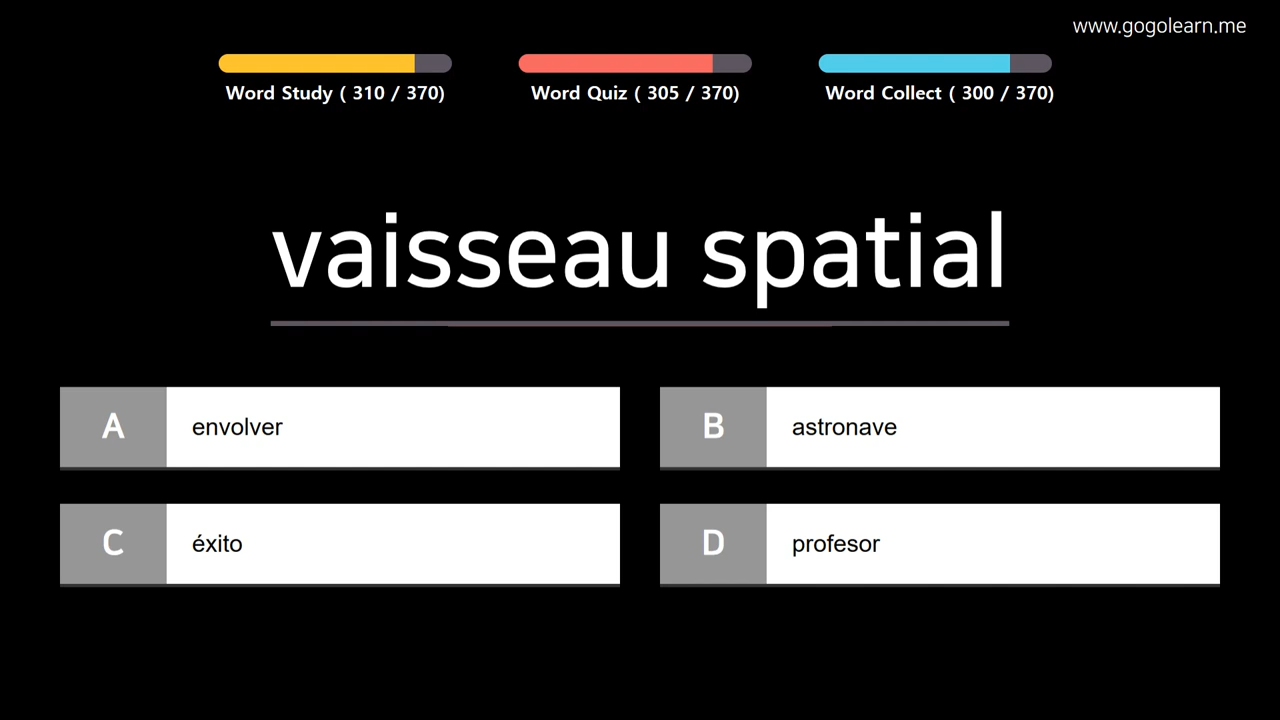 www.gogolearn.me
Word Study ( 310 / 370)
Word Quiz ( 305 / 370)
Word Collect ( 300 / 370)
vaisseau spatial
A envolver
B astronave
C éxito
D profesor